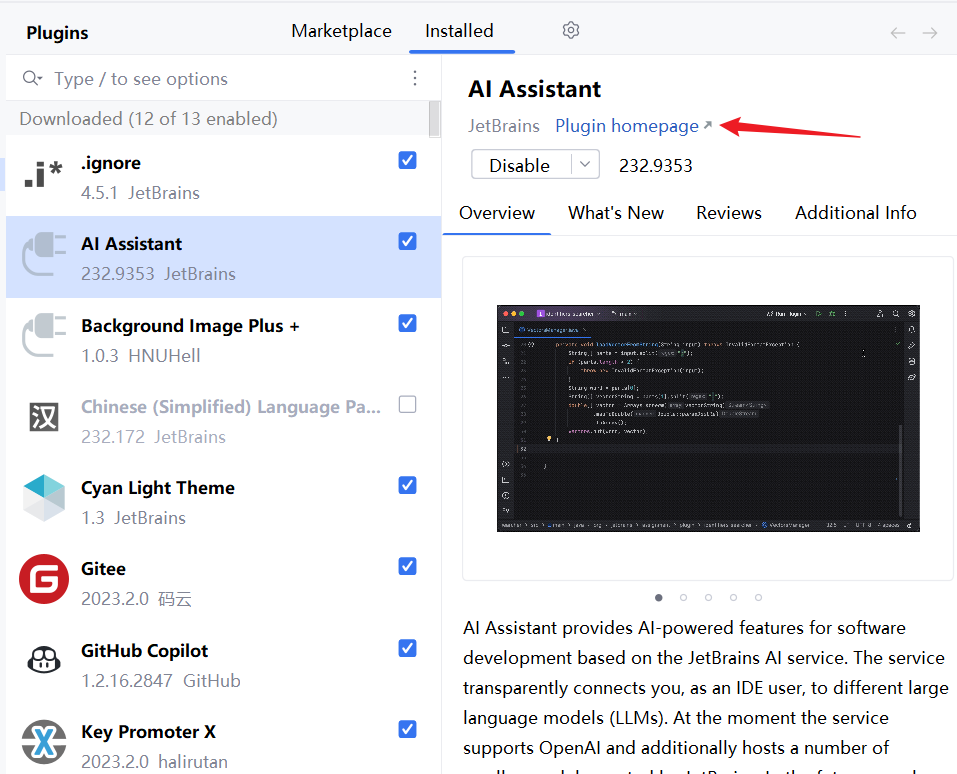 Plugins
Marketplace
Installed
Type / to see options
Downloaded (12 of 13 enabled)
.i*
.ignore
4.5.1 JetBrains
AI Assistant
232.9353 JetBrains
Background Image Plus +
1.0.3 HNUHell
汉
Chinese (Simplified) Language Pa...
232.172 JetBrains
Cyan Light Theme
1.3 JetBrains
G
Gitee
2023.2.0 码云
GitHub Copilot
1.2.16.2847 GitHub
X
Key Promoter X
2023.2.0 halirutan
AI Assistant
JetBrains Plugin homepage
Disable
232.9353
Overview
What's New
Reviews
Additional Info
AI Assistant provides AI-powered features for software
development based on the JetBrains AI service. The service
transparently connects you, as an IDE user, to different large
language models (LLMs). At the moment the service
supports OpenAI and additionally hosts a number of